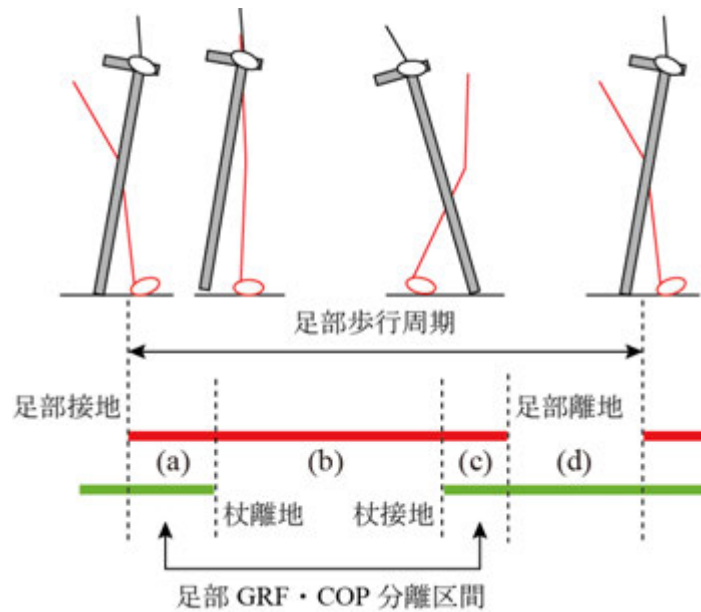 足部歩行周期
足部接地
足部離地
(a)
(b)
(c)
(d)
杖離地
杖接地
足部 GRF・COP 分離区間